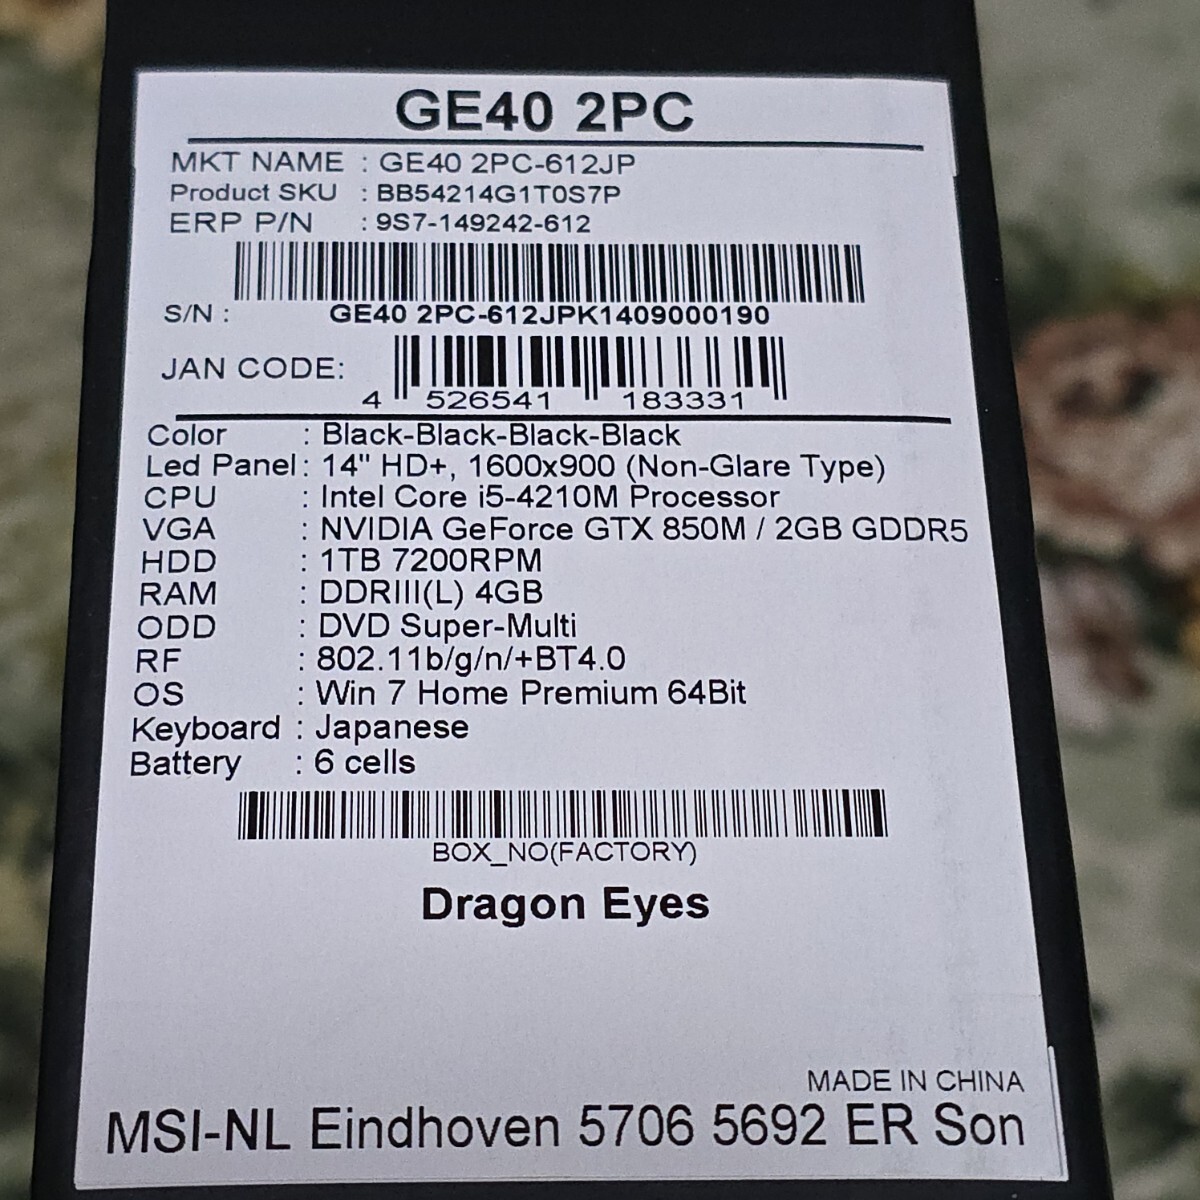 GE40 2PC
MKT NAME : GE40 2PC-612JP
Product SKU : BB54214G1T0S7P
ERP P/N : 9S7-149242-612
S/N : GE40 2PC-612JPK1409000190
JAN CODE: 4 526541 183331
Color : Black-Black-Black-Black
Led Panel : 14" HD+, 1600x900 (Non-Glare Type)
CPU : Intel Core i5-4210M Processor
VGA : NVIDIA GeForce GTX 850M / 2GB GDDR5
HDD : 1TB 7200RPM
RAM : DDRIII(L) 4GB
ODD : DVD Super-Multi
RF : 802.11b/g/n/+BT4.0
OS : Win 7 Home Premium 64Bit
Keyboard : Japanese
Battery : 6 cells
BOX_NO(FACTORY)
Dragon Eyes
MADE IN CHINA
MSI-NL Eindhoven 5706 5692 ER Son